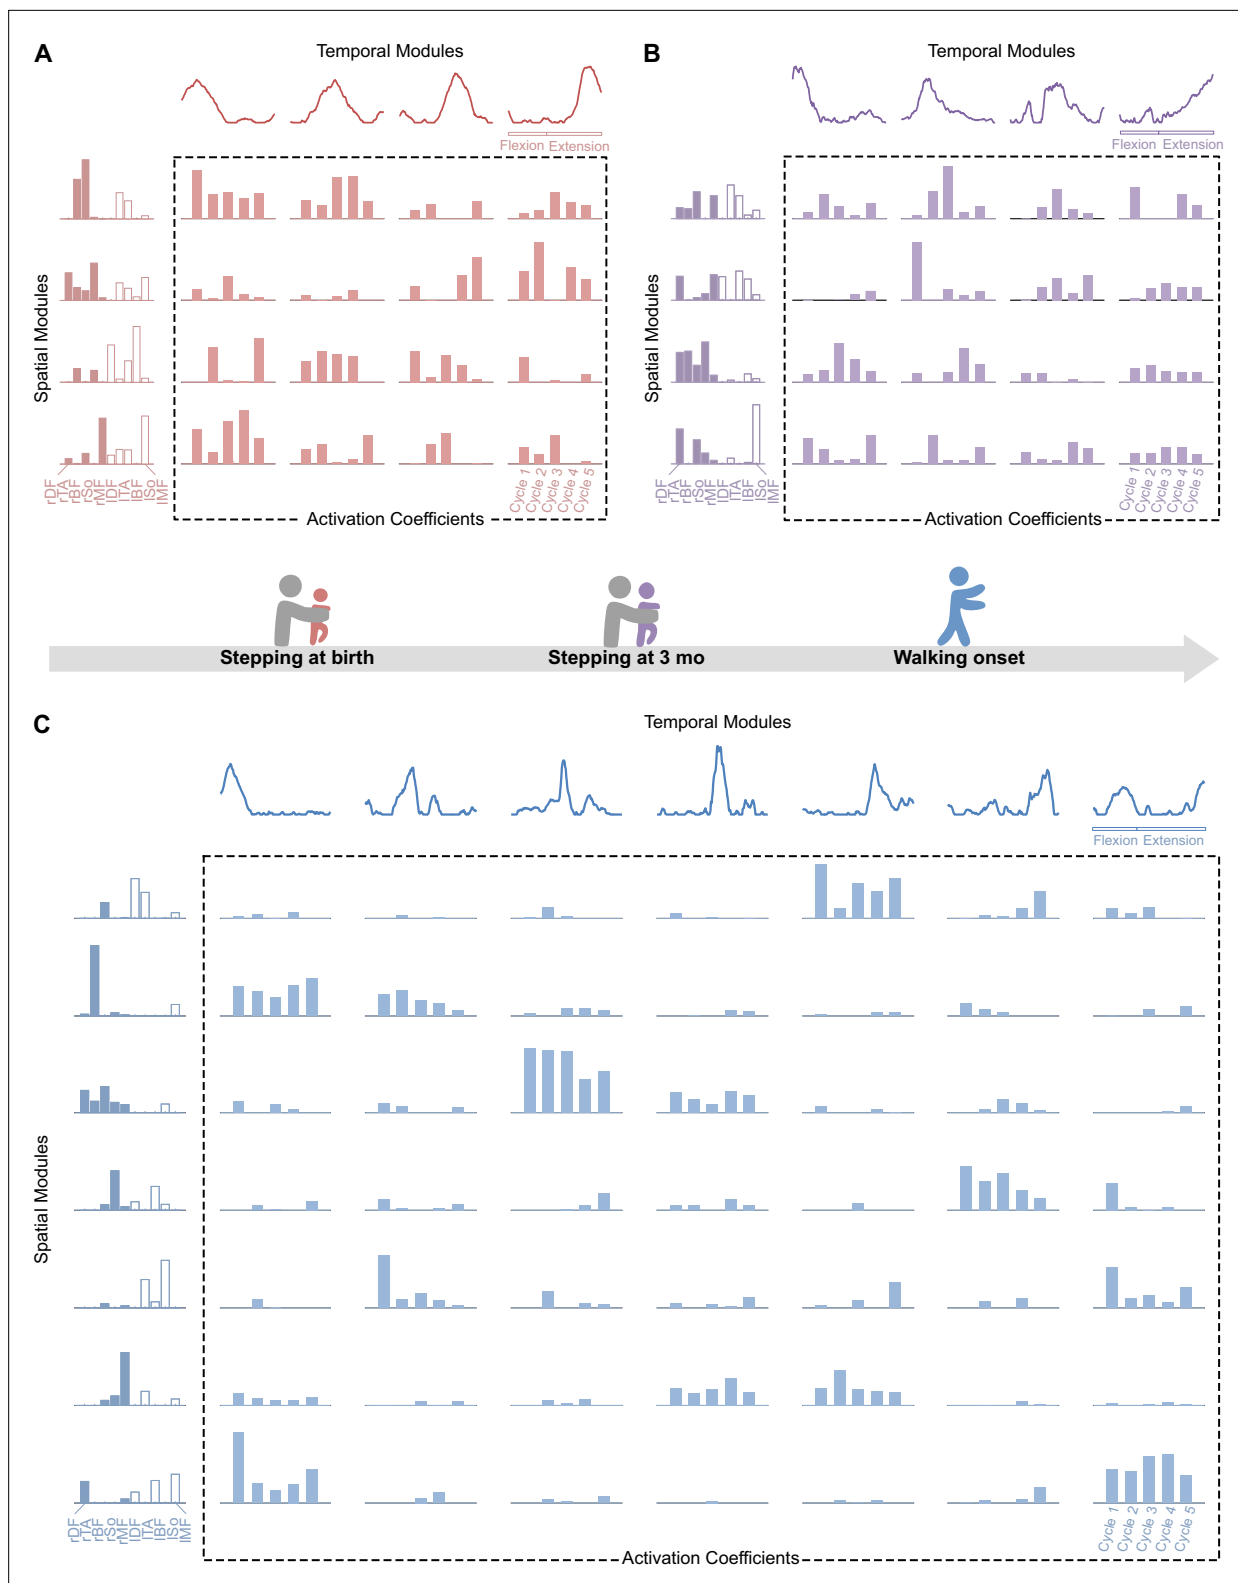 A
Temporal Modules
Flexion Extension
Spatial Modules
rDF
rTA
rBF
rSo
rMF
lDF
lTA
lBF
lSo
lMF
Cycle 1
Cycle 2
Cycle 3
Cycle 4
Cycle 5
Activation Coefficients
B
Temporal Modules
Flexion Extension
Spatial Modules
rDF
rTA
rBF
rSo
rMF
lDF
lTA
lBF
lSo
lMF
Cycle 1
Cycle 2
Cycle 3
Cycle 4
Cycle 5
Activation Coefficients
Stepping at birth
Stepping at 3 mo
Walking onset
C
Temporal Modules
Flexion Extension
Spatial Modules
rDF
rTA
rBF
rSo
rMF
lDF
lTA
lBF
lSo
lMF
Cycle 1
Cycle 2
Cycle 3
Cycle 4
Cycle 5
Activation Coefficients